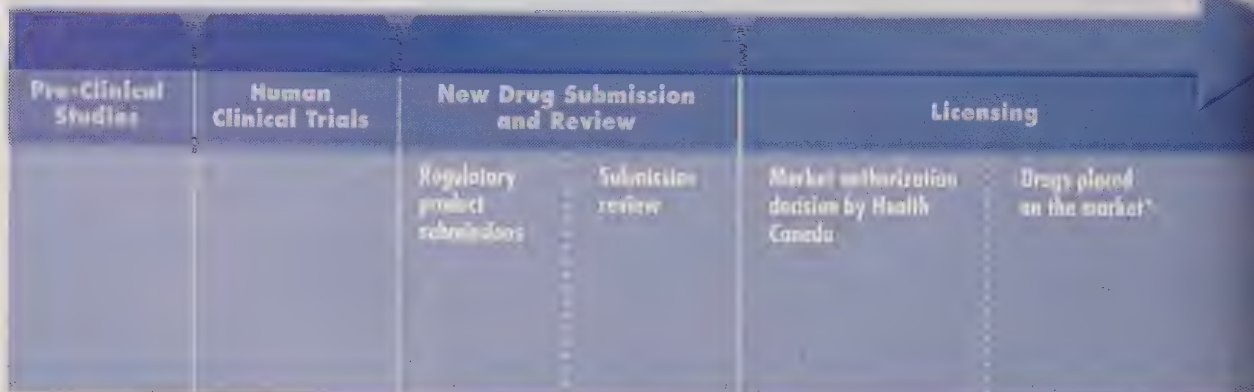 Pre-Clinical
Studies
Human
Clinical Trials
New Drug Submission
and Review
Licensing
Regulatory
product
submissions
Submission
review
Market authorization
decision by Health
Canada
Drugs placed
on the market*